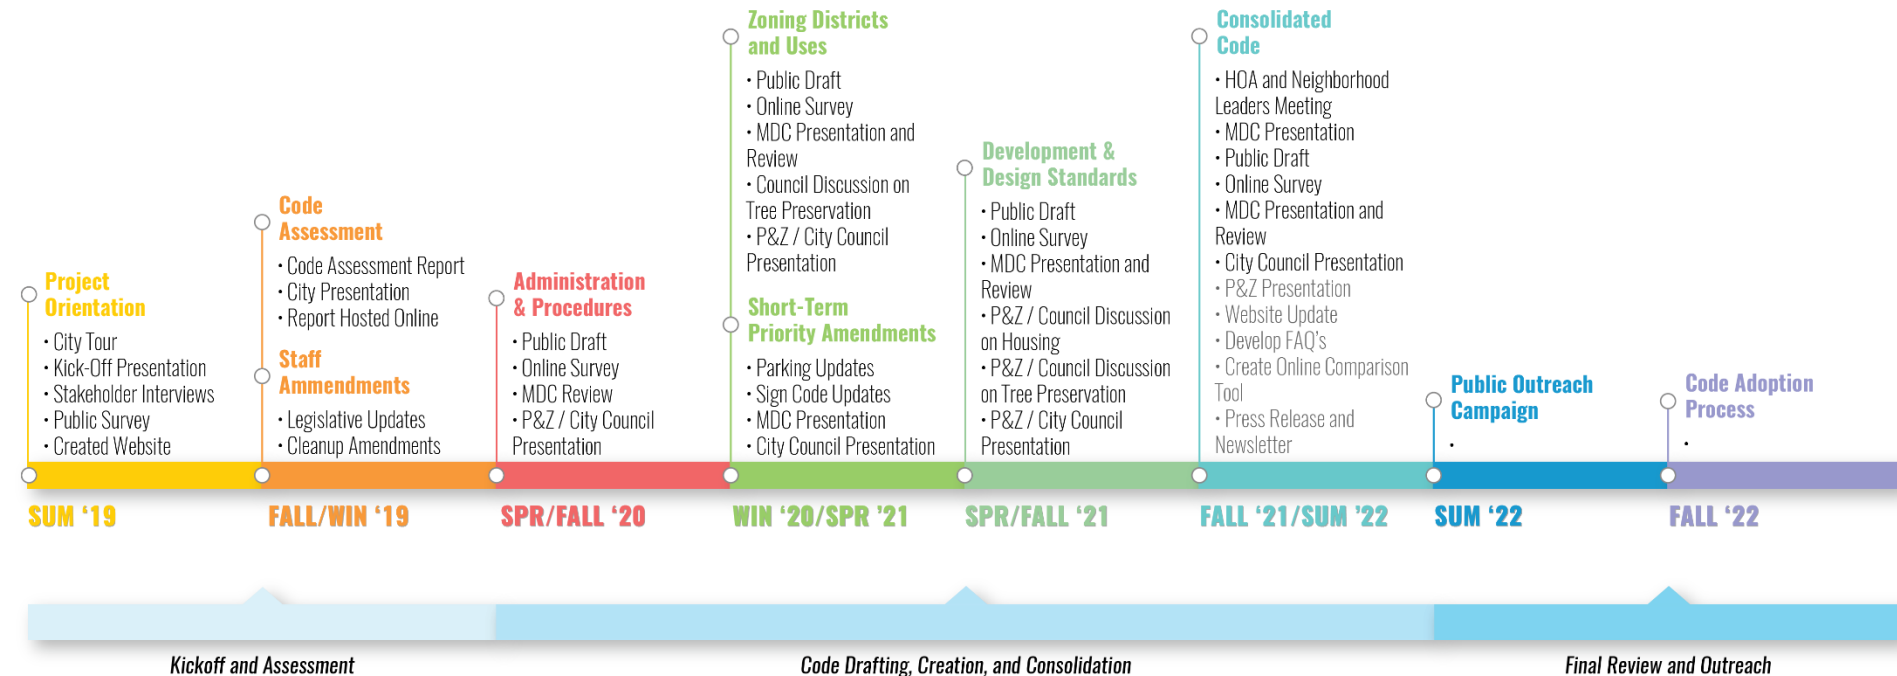 Project
Orientation
• City Tour
• Kick-Off Presentation
• Stakeholder Interviews
• Public Survey
• Created Website
SUM ‘19
Code
Assessment
• Code Assessment Report
• City Presentation
• Report Hosted Online
Staff
Ammendments
• Legislative Updates
• Cleanup Amendments
FALL/WIN ‘19
Administration
& Procedures
• Public Draft
• Online Survey
• MDC Review
• P&Z / City Council
Presentation
SPR/FALL ‘20
Zoning Districts
and Uses
• Public Draft
• Online Survey
• MDC Presentation and
Review
• Council Discussion on
Tree Preservation
• P&Z / City Council
Presentation
Short-Term
Priority Amendments
• Parking Updates
• Sign Code Updates
• MDC Presentation
• City Council Presentation
WIN ‘20/SPR ’21
Development &
Design Standards
• Public Draft
• Online Survey
• MDC Presentation and
Review
• P&Z / Council Discussion
on Housing
• P&Z / Council Discussion
on Tree Preservation
• P&Z / City Council
Presentation
SPR/FALL ‘21
Consolidated
Code
• HOA and Neighborhood
Leaders Meeting
• MDC Presentation
• Public Draft
• Online Survey
• MDC Presentation and
Review
• City Council Presentation
• P&Z Presentation
• Website Update
• Develop FAQ’s
• Create Online Comparison
Tool
• Press Release and
Newsletter
FALL ‘21/SUM ’22
Public Outreach
Campaign
•
SUM ‘22
Code Adoption
Process
•
FALL ‘22
Kickoff and Assessment
Code Drafting, Creation, and Consolidation
Final Review and Outreach